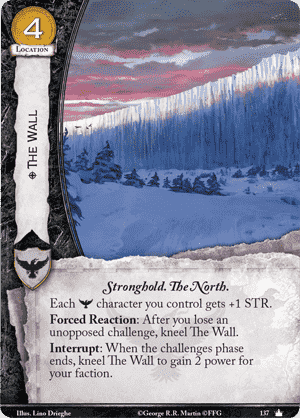 4
LOCATION
THE WALL
Stronghold. The North.
Each character you control gets +1 STR.
Forced Reaction: After you lose an
unopposed challenge, kneel The Wall.
Interrupt: When the challenges phase
ends, kneel The Wall to gain 2 power for
your faction.
Illus. Lino Drieghe ©George R.R. Martin ©FFG 137